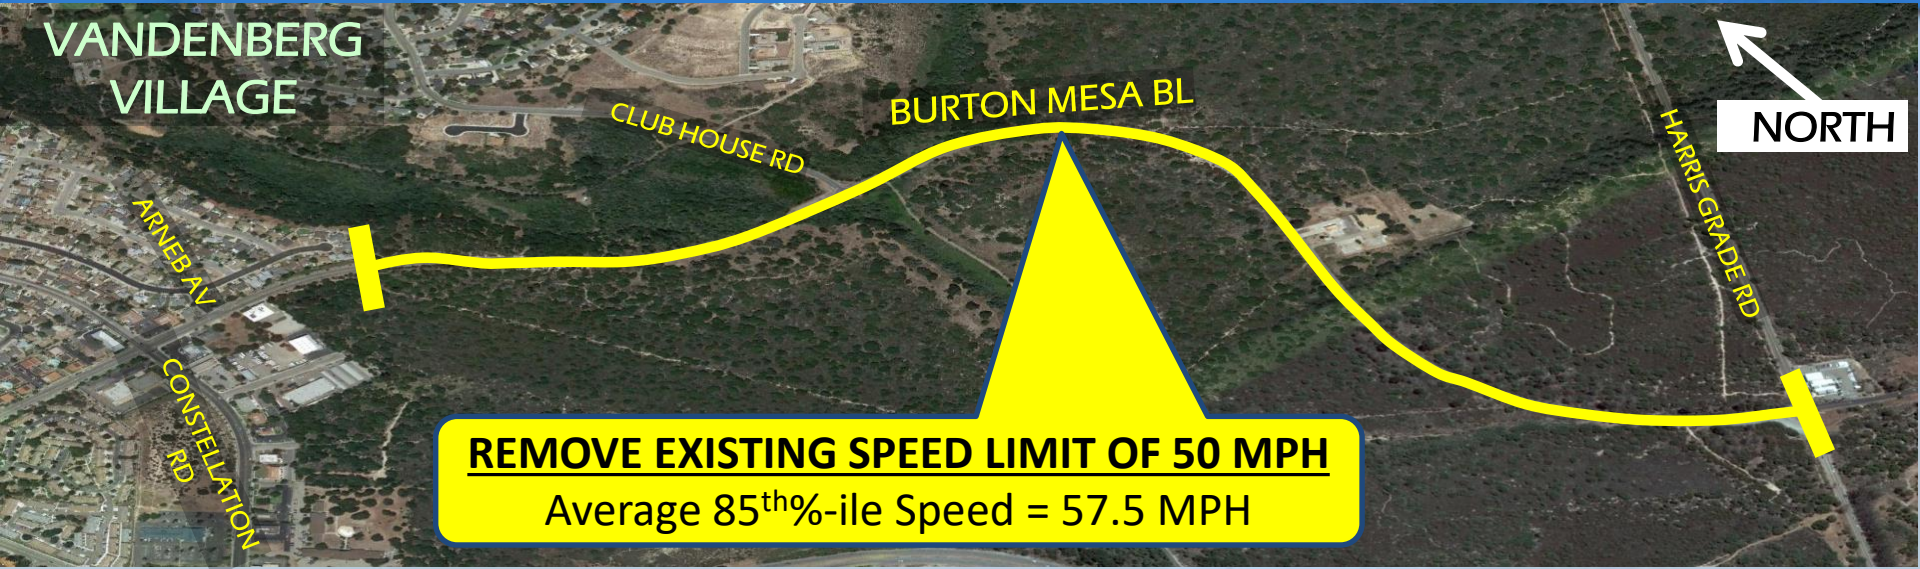 VANDENBERG
VILLAGE
CLUB HOUSE RD
BURTON MESA BL
NORTH
HARRIS GRADE RD
ARNEB AV
CONSTELLATION
RD
REMOVE EXISTING SPEED LIMIT OF 50 MPH
Average 85th%-ile Speed = 57.5 MPH